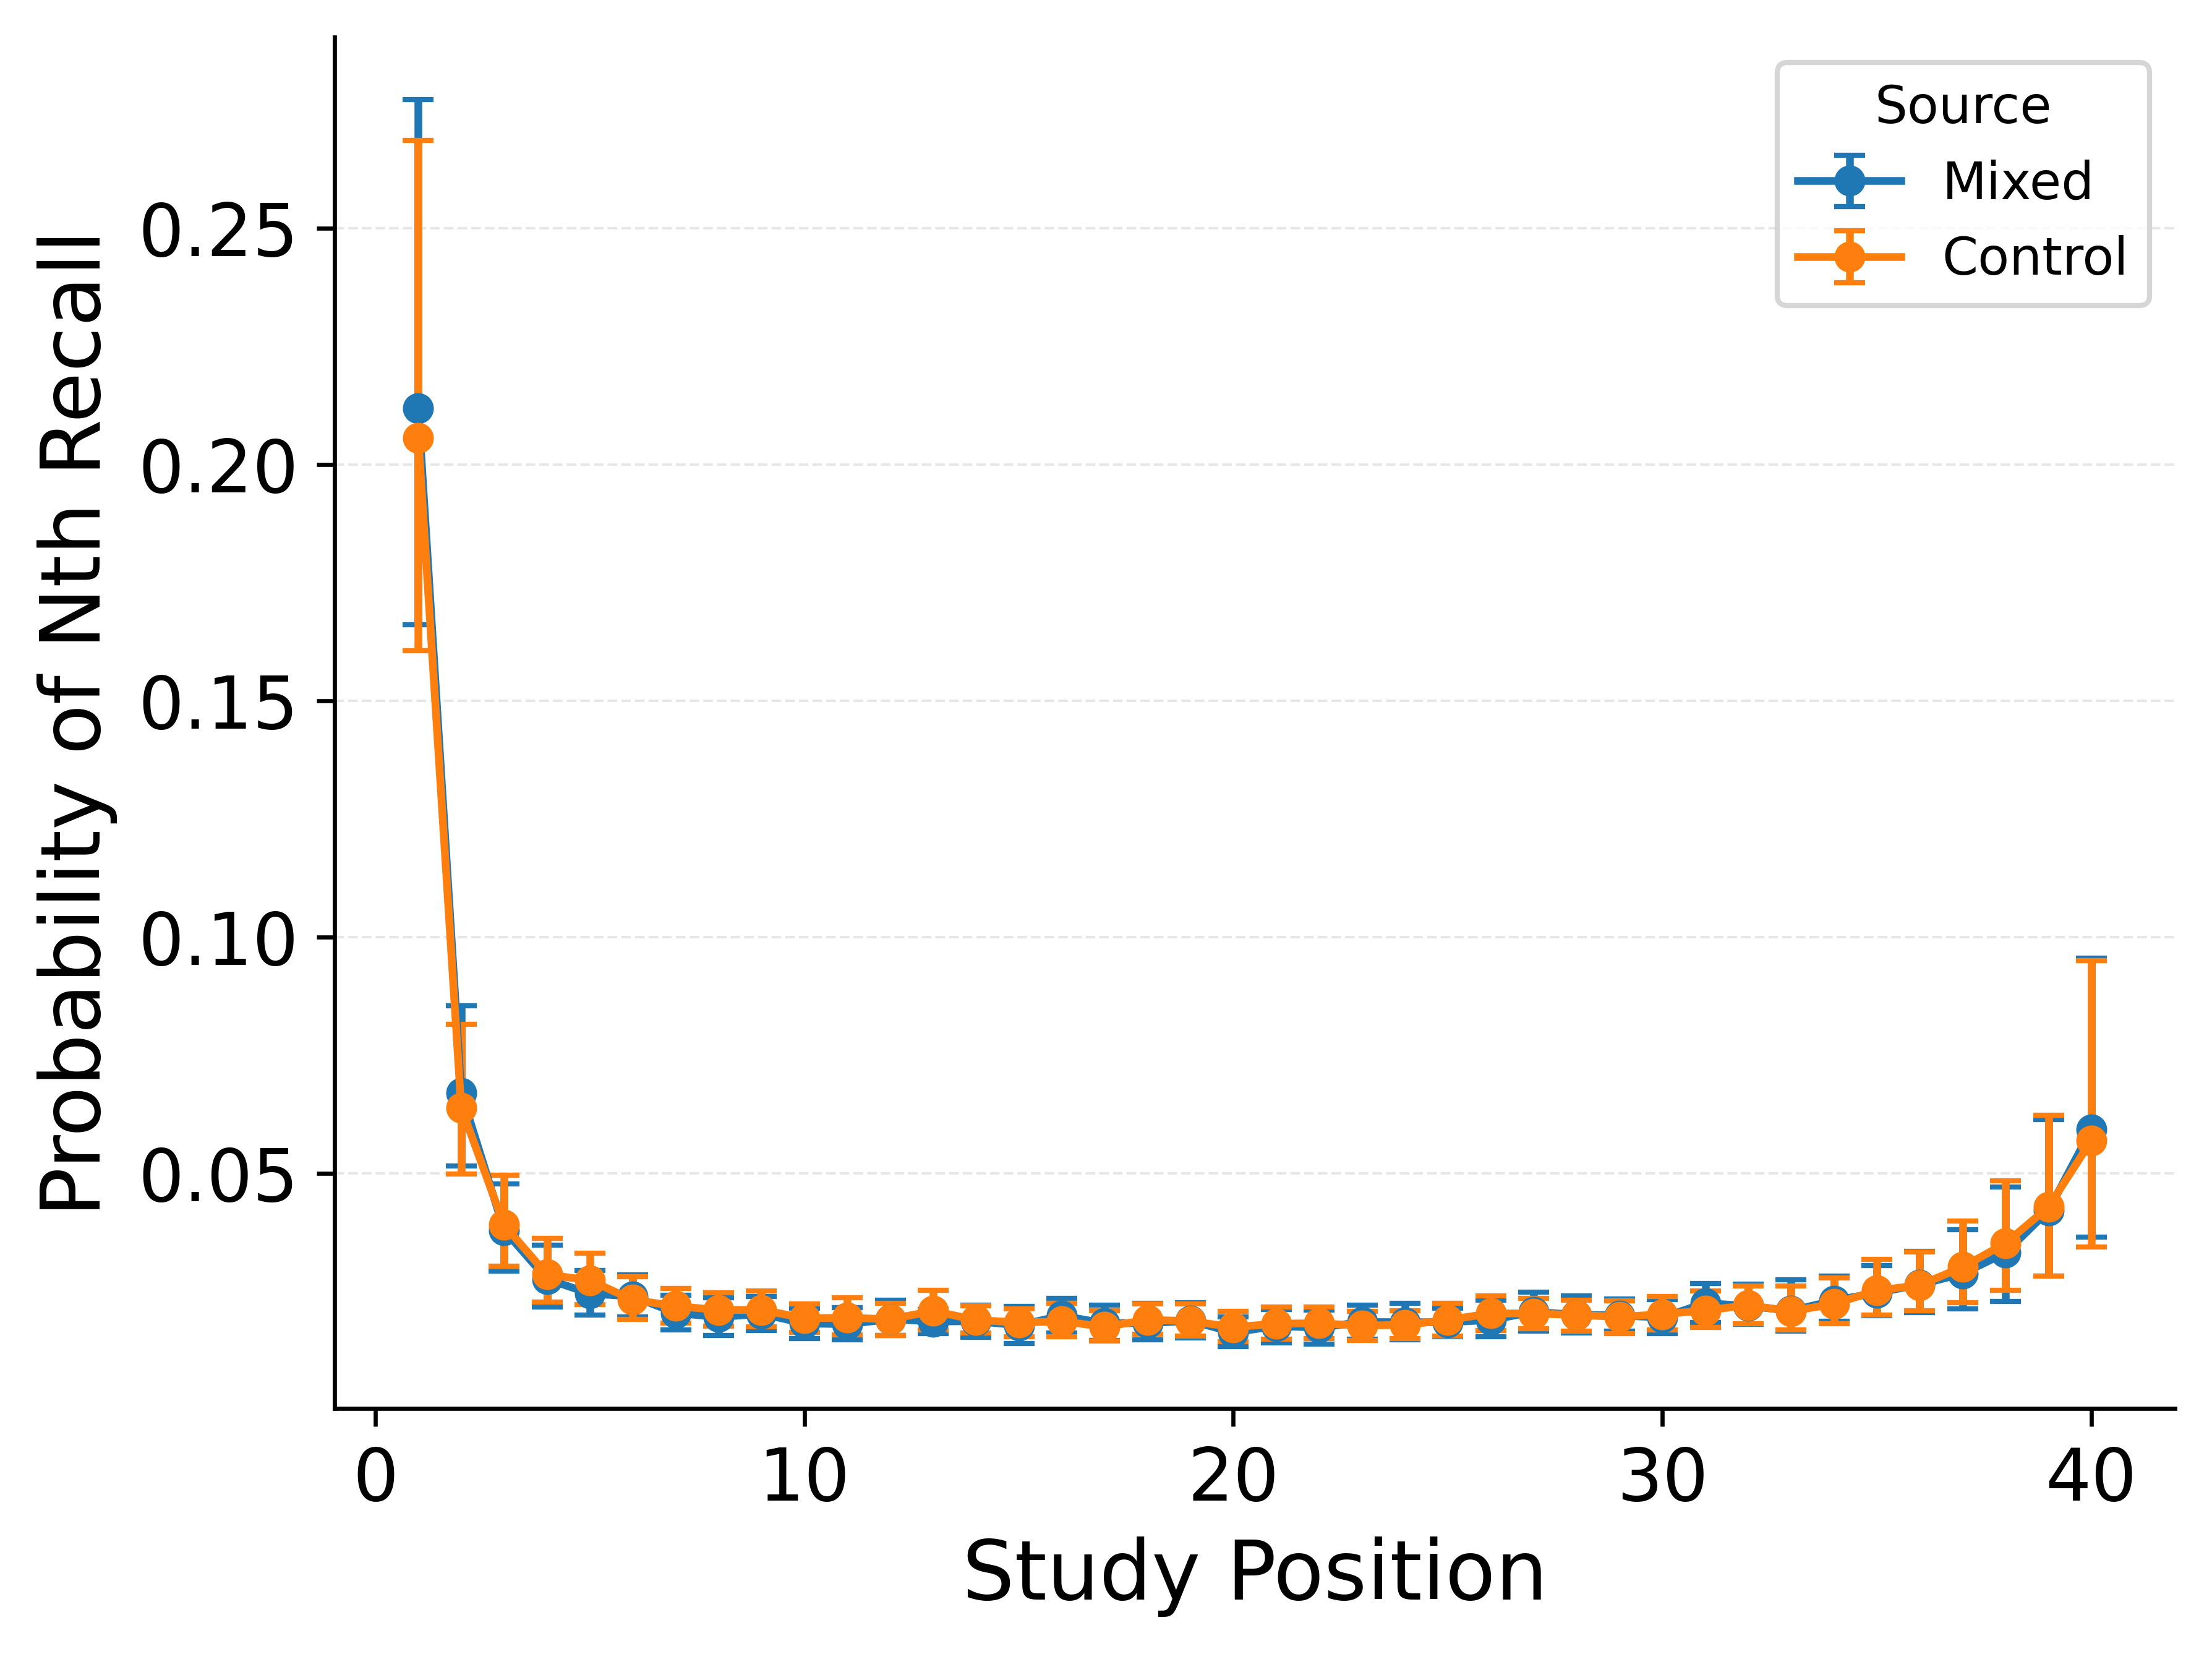 Source
Mixed
Control
Probability of Nth Recall
0.25
0.20
0.15
0.10
0.05
0
10
20
30
40
Study Position